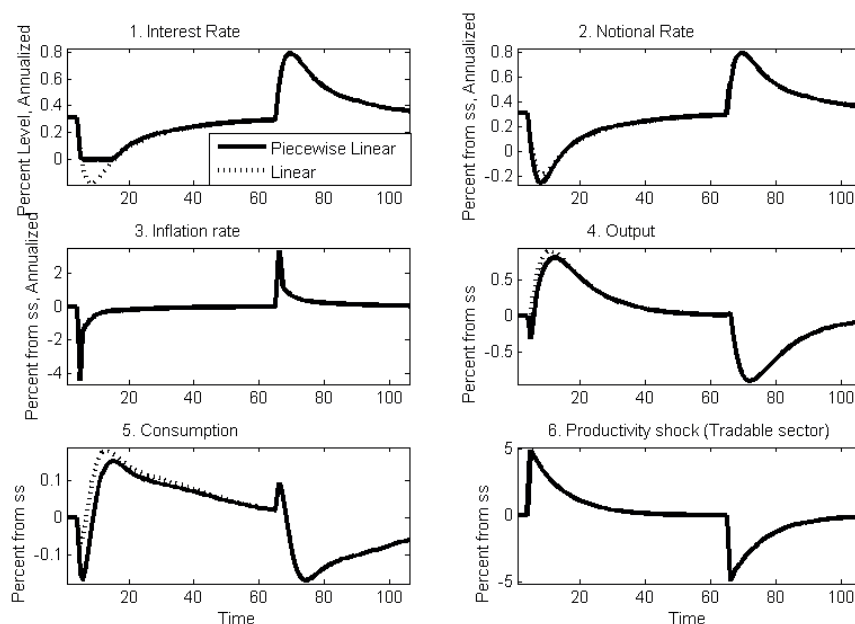 1. Interest Rate
Percent Level, Annualized
0.8
0.6
0.4
0.2
0
20 40 60 80 100
Piecewise Linear
Linear
2. Notional Rate
Percent from ss, Annualized
0.8
0.6
0.4
0.2
0
-0.2
20 40 60 80 100
3. Inflation rate
Percent from ss, Annualized
2
0
-2
-4
20 40 60 80 100
4. Output
Percent from ss
0.5
0
-0.5
20 40 60 80 100
5. Consumption
Percent from ss
0.1
0
-0.1
20 40 60 80 100
Time
6. Productivity shock (Tradable sector)
Percent from ss
5
0
-5
20 40 60 80 100
Time